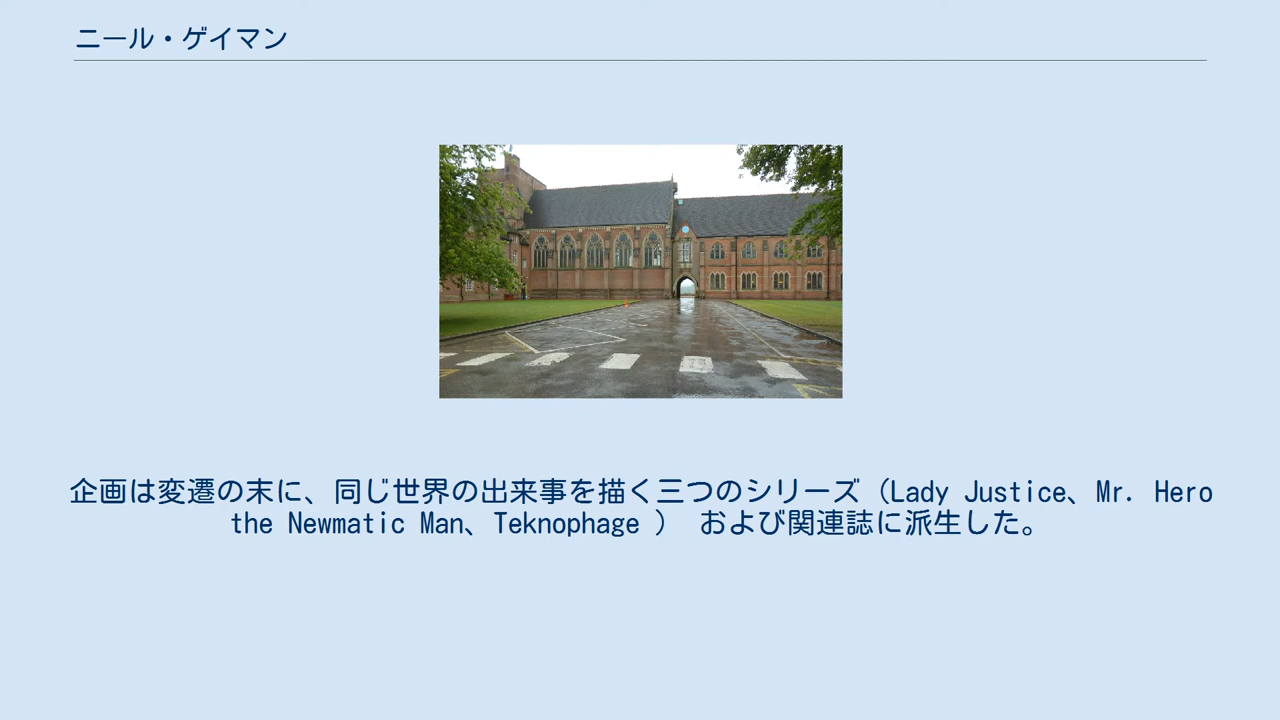 ニール・ゲイマン
企画は変遷の末に、同じ世界の出来事を描く三つのシリーズ（Lady Justice、Mr. Hero
the Newmatic Man、Teknophage ） および関連誌に派生した。